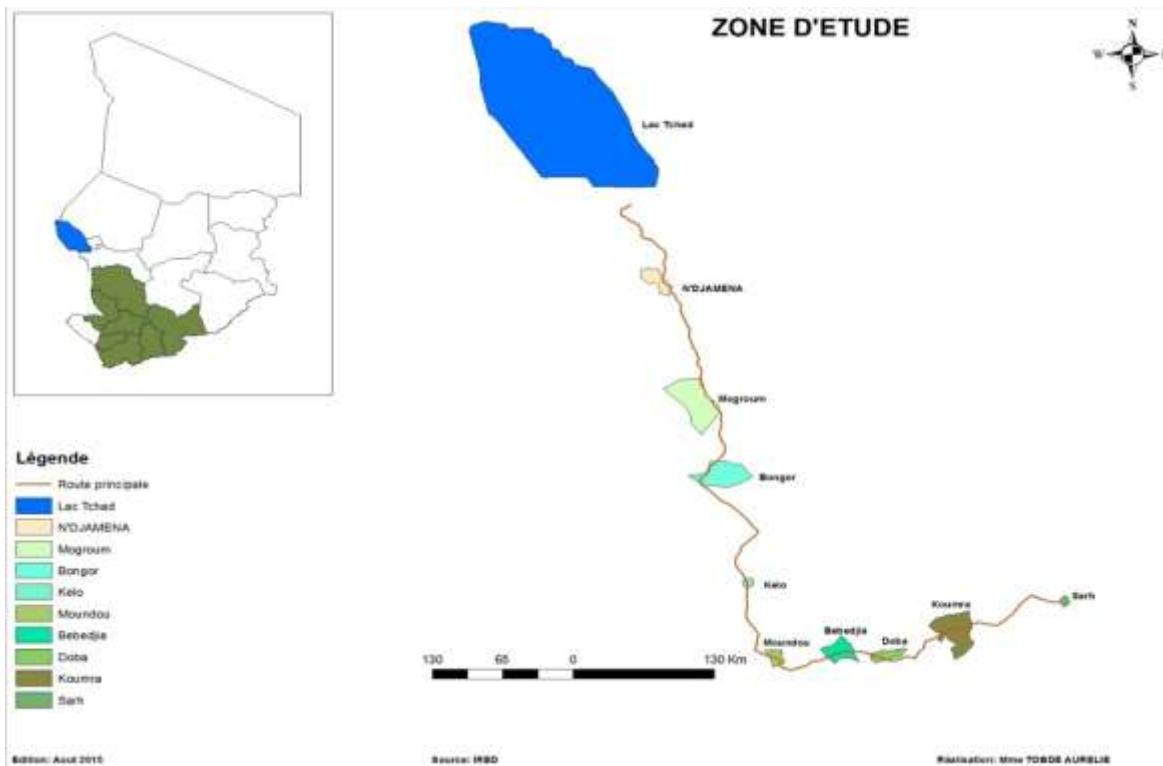 ZONE D'ETUDE
N
W
S
Lac Tchad
N'DJAMENA
Mogroum
Bongor
Kelo
Sarh
Koumra
Bebedjia
Moundou
Doba
130 65 0 130 Km
Légende
Route principale
Lac Tchad
N'DJAMENA
Mogroum
Bongor
Kelo
Moundou
Bebedjia
Doba
Koumra
Sarh
Edition: Aout 2015
Source: IRED
Réalisation: Mme TOBDE AURELIE